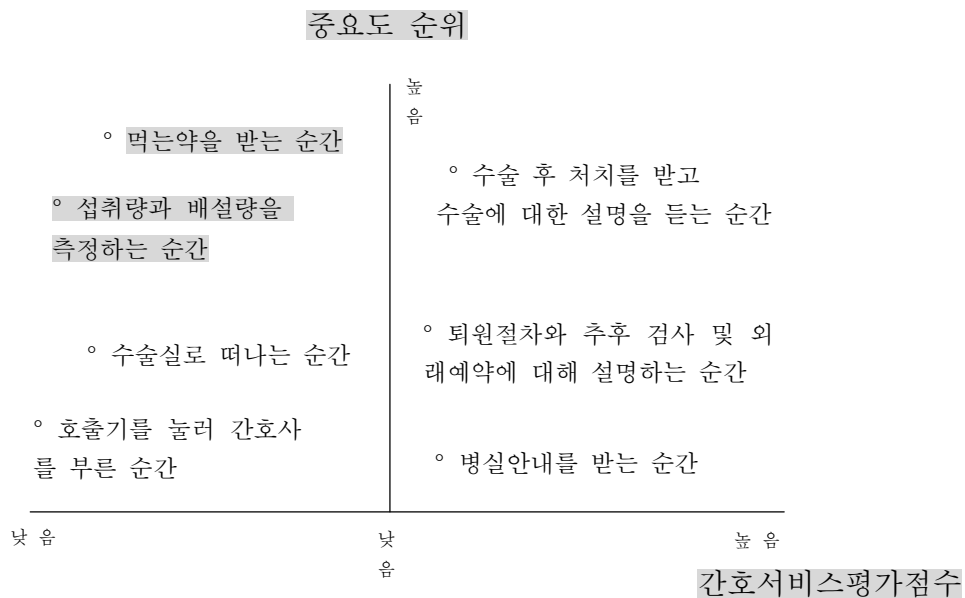 중요도 순위
높
음
° 먹는약을 받는 순간
° 수술 후 처치를 받고
수술에 대한 설명을 듣는 순간
° 섭취량과 배설량을
측정하는 순간
° 퇴원절차와 추후 검사 및 외
래예약에 대해 설명하는 순간
° 수술실로 떠나는 순간
° 호출기를 눌러 간호사
를 부른 순간
° 병실안내를 받는 순간
낮 음
낮
음
높 음
간호서비스평가점수